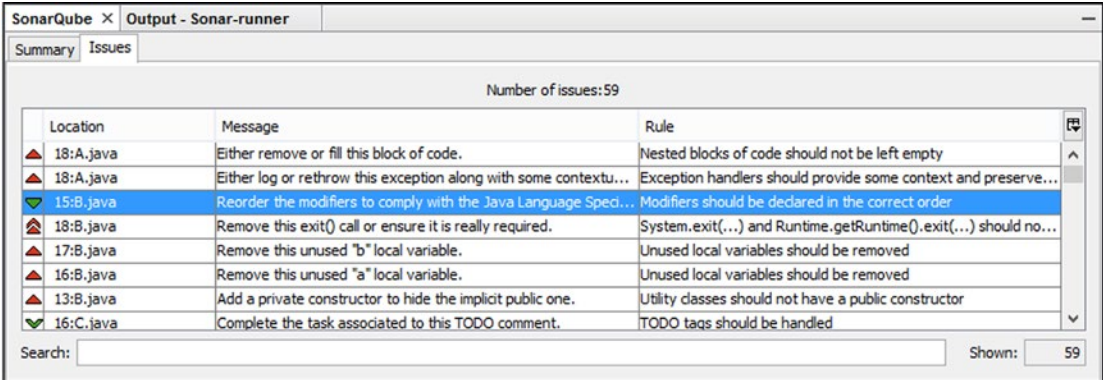 SonarQube × Output - Sonar-runner
Summary Issues
Number of issues:59
Location Message Rule
18:A.java Either remove or fill this block of code. Nested blocks of code should not be left empty
18:A.java Either log or rethrow this exception along with some contextu... Exception handlers should provide some context and preserve...
15:B.java Reorder the modifiers to comply with the Java Language Speci... Modifiers should be declared in the correct order
18:B.java Remove this exit() call or ensure it is really required. System.exit(...) and Runtime.getRuntime().exit(...) should no...
17:B.java Remove this unused "b" local variable. Unused local variables should be removed
16:B.java Remove this unused "a" local variable. Unused local variables should be removed
13:B.java Add a private constructor to hide the implicit public one. Utility classes should not have a public constructor
16:C.java Complete the task associated to this TODO comment. TODO tags should be handled
Search: Shown: 59